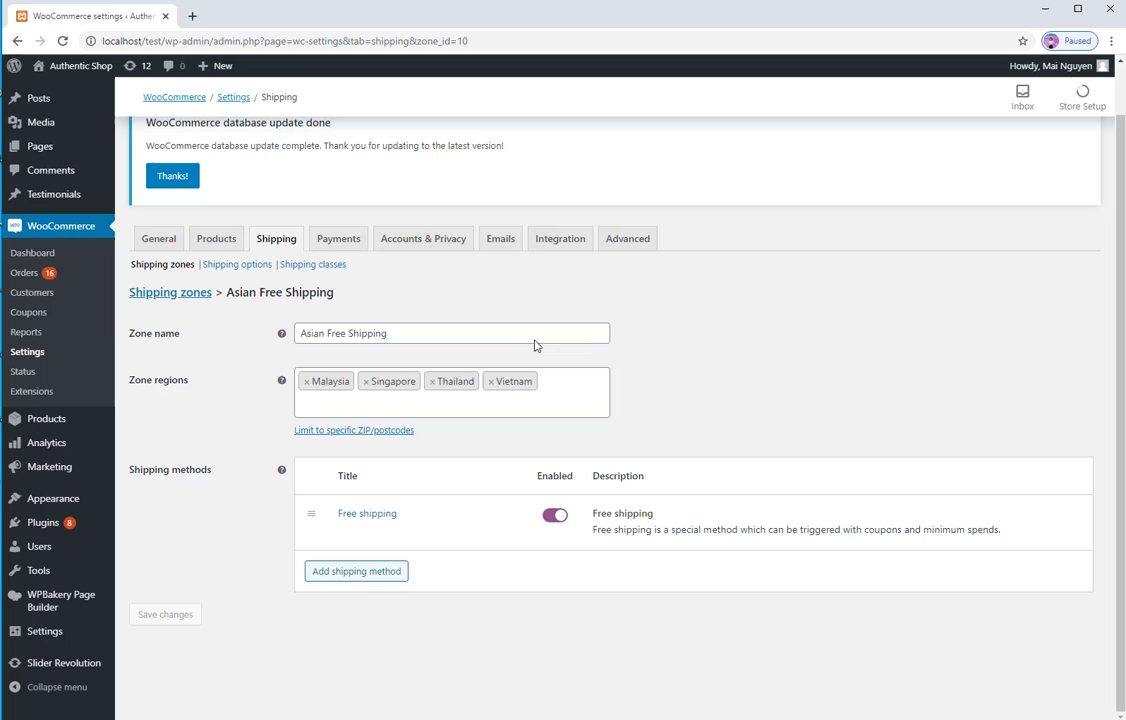 WooCommerce settings ‹ Authen
localhost/test/wp-admin/admin.php?page=wc-settings&tab=shipping&zone_id=10
Paused
Authentic Shop
12
0
New
Howdy, Mai Nguyen
Posts
Media
Pages
Comments
Testimonials
WooCommerce
Dashboard
Orders 16
Customers
Coupons
Reports
Settings
Status
Extensions
Products
Analytics
Marketing
Appearance
Plugins 8
Users
Tools
WPBakery Page
Builder
Settings
Slider Revolution
Collapse menu
WooCommerce / Settings / Shipping
Inbox
Store Setup
WooCommerce database update done
WooCommerce database update complete. Thank you for updating to the latest version!
Thanks!
General
Products
Shipping
Payments
Accounts & Privacy
Emails
Integration
Advanced
Shipping zones | Shipping options | Shipping classes
Shipping zones > Asian Free Shipping
Zone name
Asian Free Shipping
Zone regions
× Malaysia × Singapore × Thailand × Vietnam
Limit to specific ZIP/postcodes
Shipping methods
Title
Enabled
Description
Free shipping
Free shipping
Free shipping is a special method which can be triggered with coupons and minimum spends.
Add shipping method
Save changes